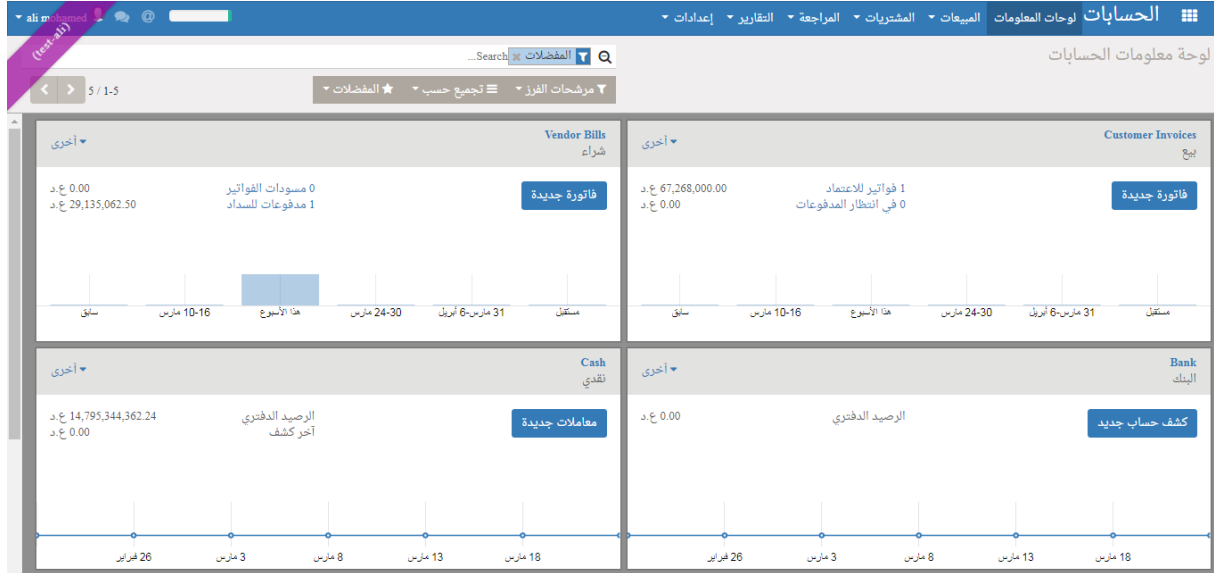 الحسابات لوحات المعلومات المبيعات المشتريات المراجعة التقارير إعدادات @ ali mohamed
(test-ali)
لوحة معلومات الحسابات
المفضلات × Search...
مرشحات الفرز تجميع حسب المفضلات
1-5 / 5
Customer Invoices
بيع
أخرى
فاتورة جديدة
1 فواتير للاعتماد 67,268,000.00 ع.د
0 في انتظار المدفوعات 0.00 ع.د
مستقبل 31 مارس-6 أبريل 24-30 مارس هذا الأسبوع 10-16 مارس سابق
Vendor Bills
شراء
أخرى
فاتورة جديدة
0 مسودات الفواتير 0.00 ع.د
1 مدفوعات للسداد 29,135,062.50 ع.د
مستقبل 31 مارس-6 أبريل 24-30 مارس هذا الأسبوع 10-16 مارس سابق
Bank
البنك
أخرى
كشف حساب جديد
الرصيد الدفتري 0.00 ع.د
18 مارس 13 مارس 8 مارس 3 مارس 26 فبراير
Cash
نقدي
أخرى
معاملات جديدة
الرصيد الدفتري 14,795,344,362.24 ع.د
آخر كشف 0.00 ع.د
18 مارس 13 مارس 8 مارس 3 مارس 26 فبراير